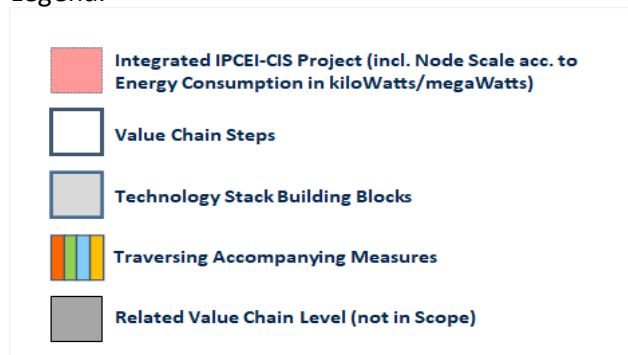 Integrated IPCEI-CIS Project (incl. Node Scale acc. to
Energy Consumption in kiloWatts/megaWatts)
Value Chain Steps
Technology Stack Building Blocks
Traversing Accompanying Measures
Related Value Chain Level (not in Scope)